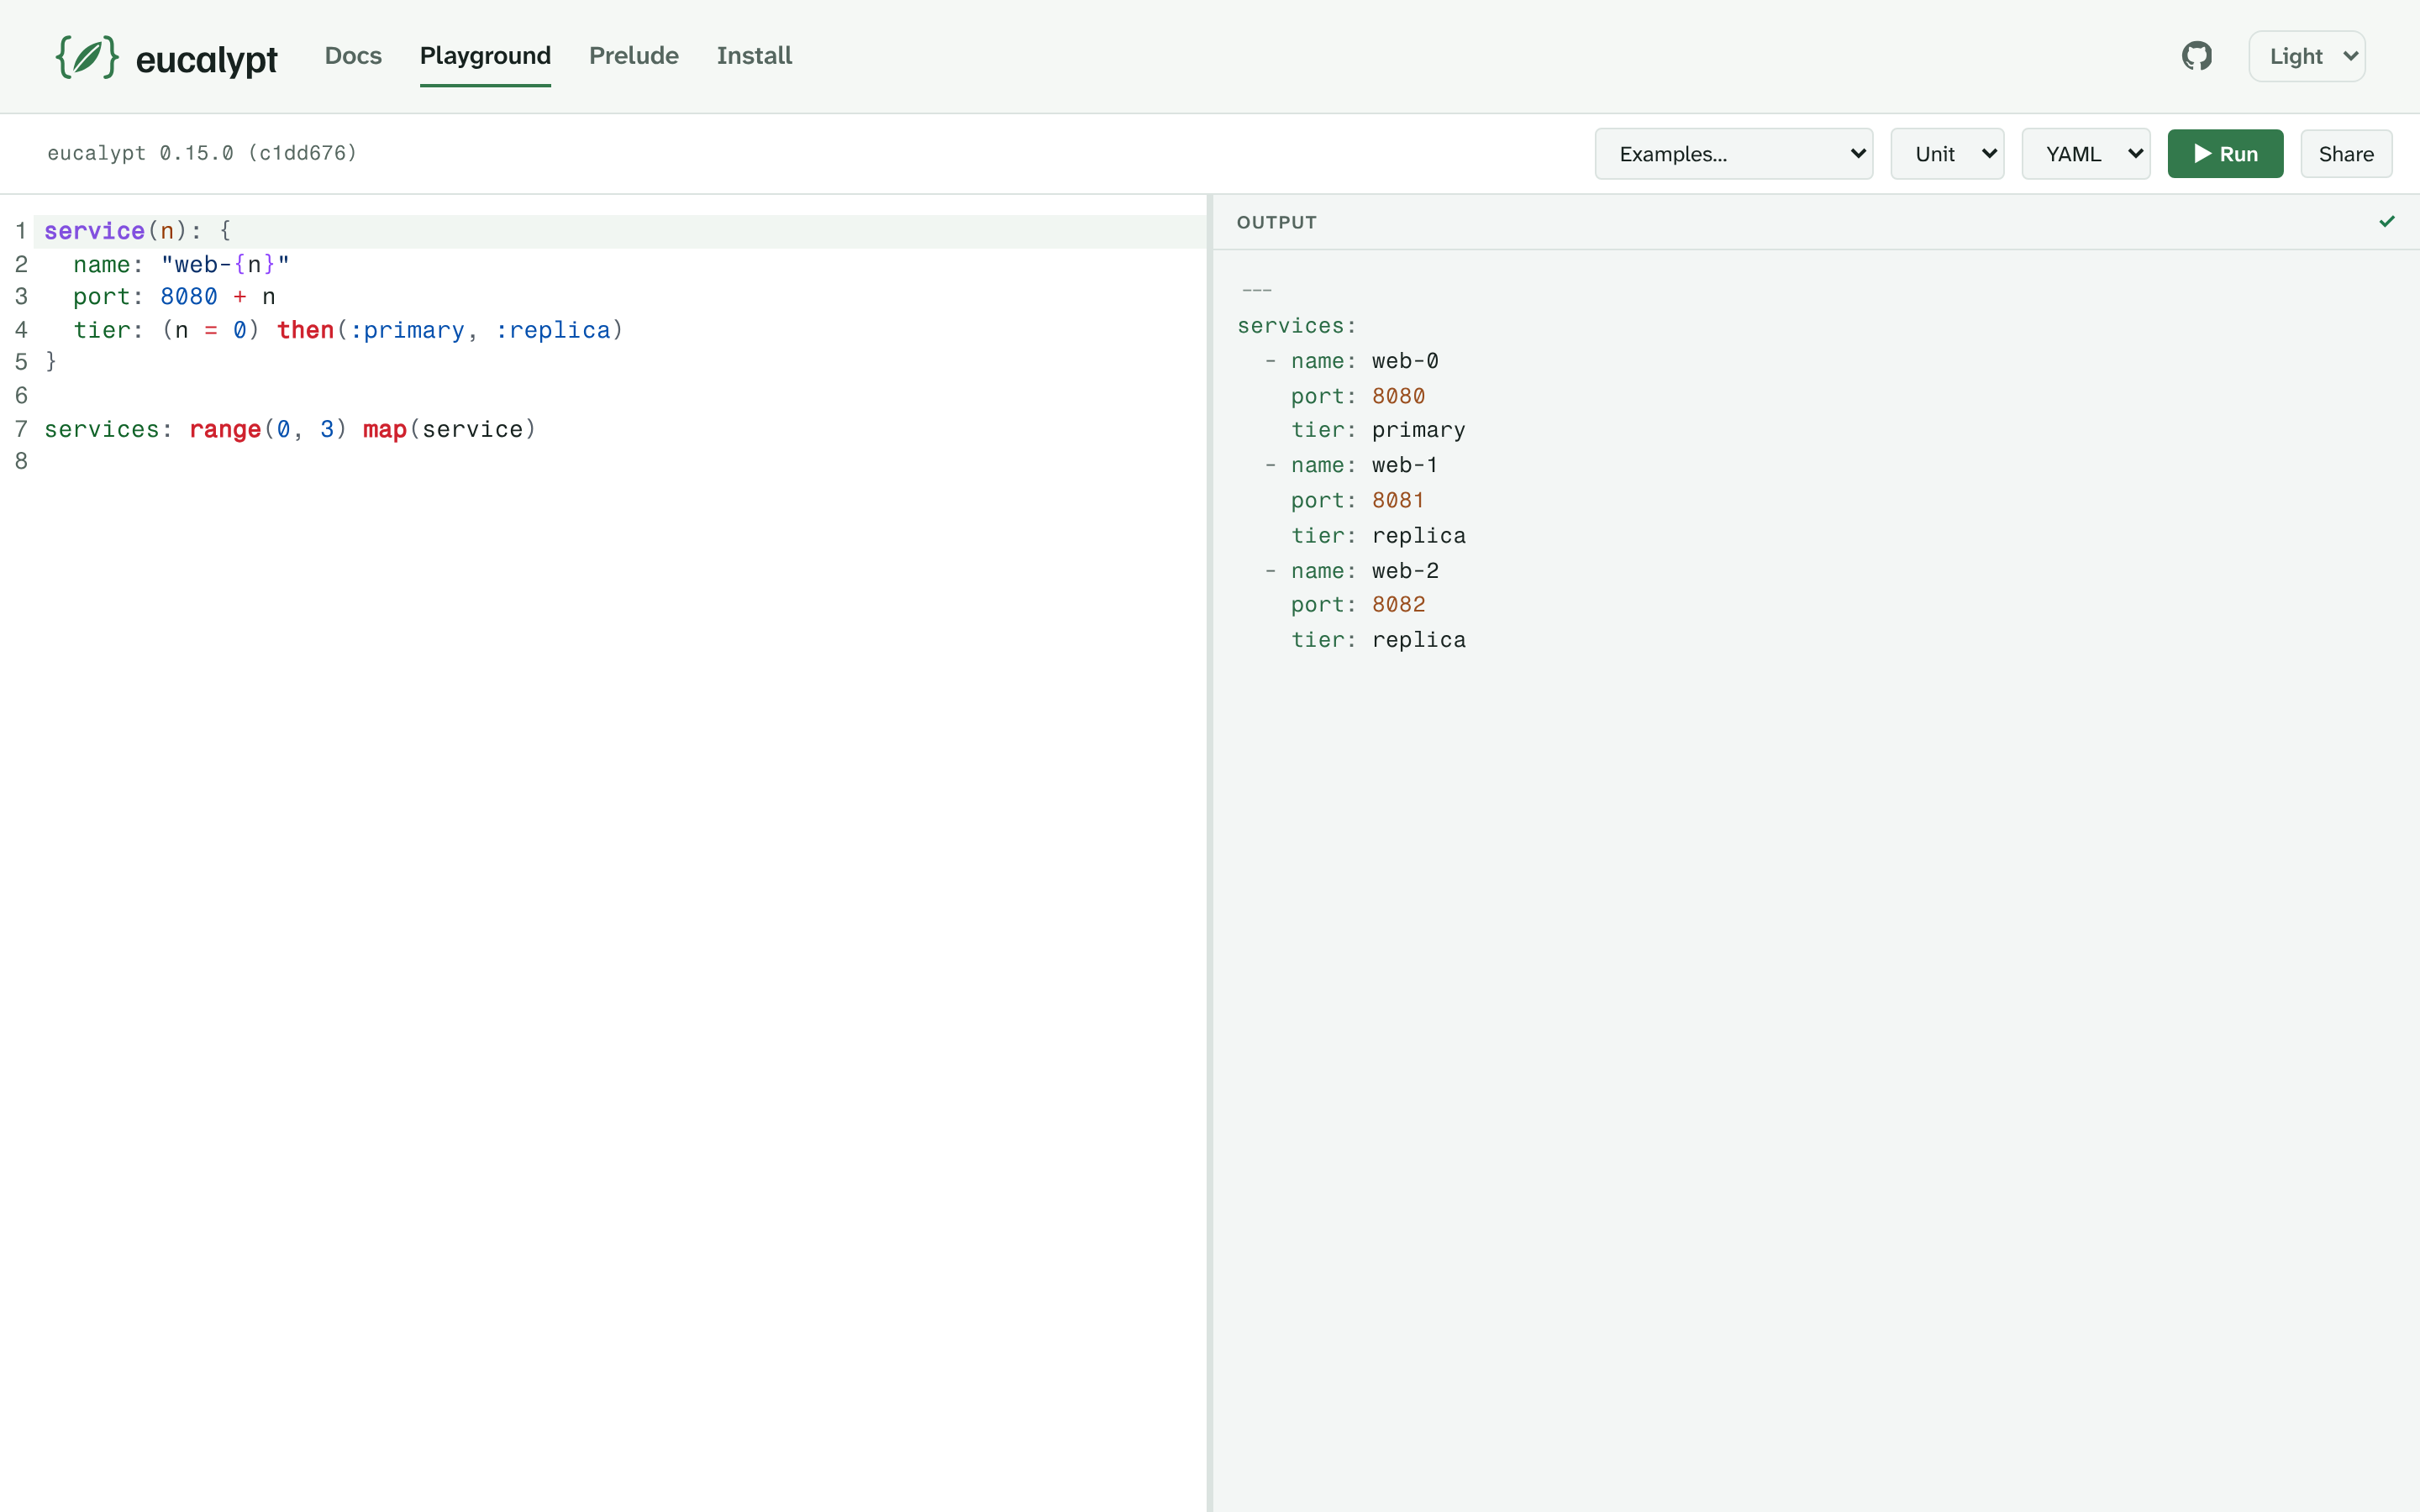 eucalypt Docs Playground Prelude Install Light
eucalypt 0.15.0 (c1dd676) Examples... Unit YAML Run Share
1 service(n): {
2   name: "web-{n}"
3   port: 8080 + n
4   tier: (n = 0) then(:primary, :replica)
5 }
6
7 services: range(0, 3) map(service)
8
OUTPUT
---
services:
  - name: web-0
    port: 8080
    tier: primary
  - name: web-1
    port: 8081
    tier: replica
  - name: web-2
    port: 8082
    tier: replica